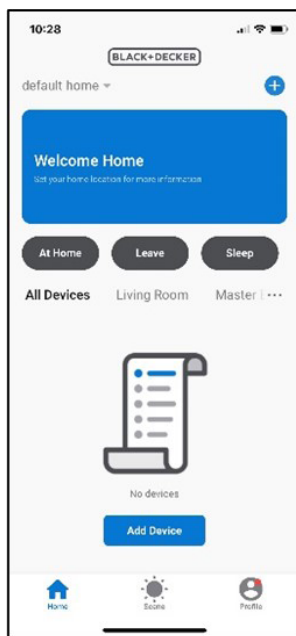 10:28
BLACK+DECKER
default home
Welcome Home
Set your home location for more information
At Home Leave Sleep
All Devices Living Room Master
No devices
Add Device
Home Scene Profile